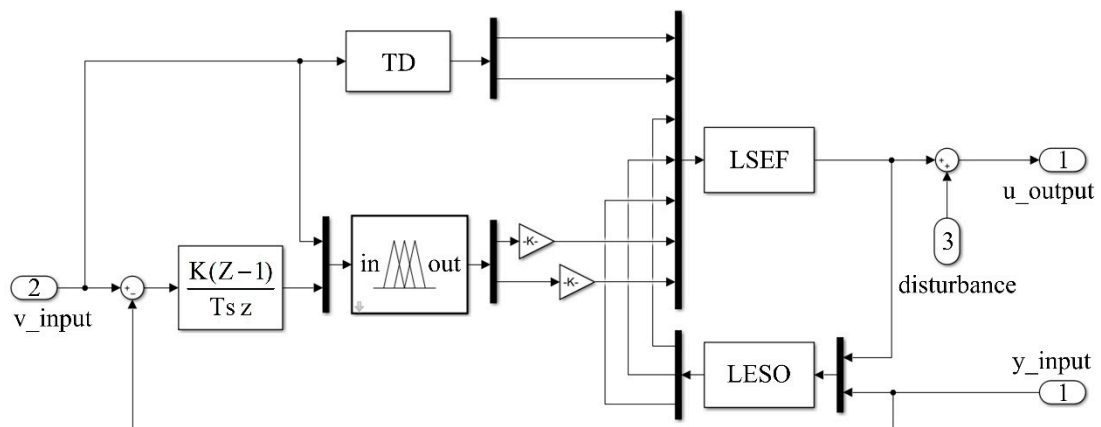 TD
LSEF
+
+
1
u_output
3
disturbance
-K-
-K-
in
out
K(Z-1)
Ts z
+
-
2
v_input
LESO
y_input
1